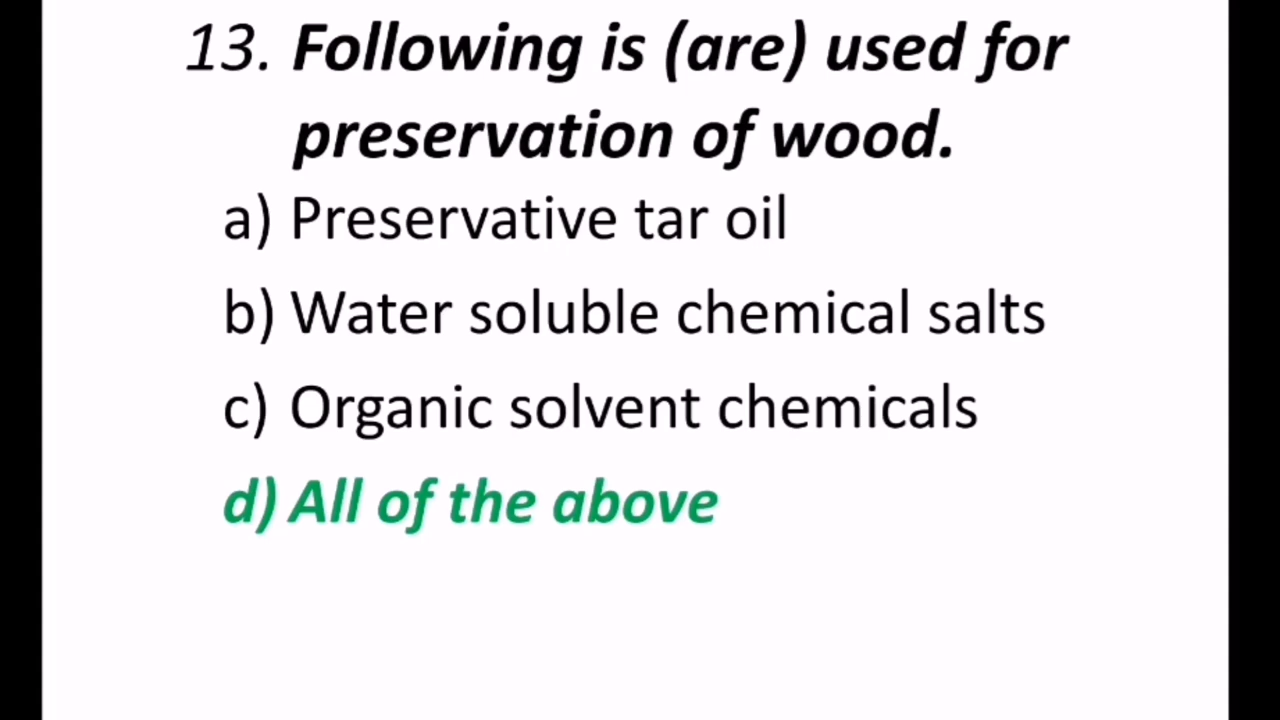 13. Following is (are) used for
preservation of wood.
a) Preservative tar oil
b) Water soluble chemical salts
c) Organic solvent chemicals
d) All of the above